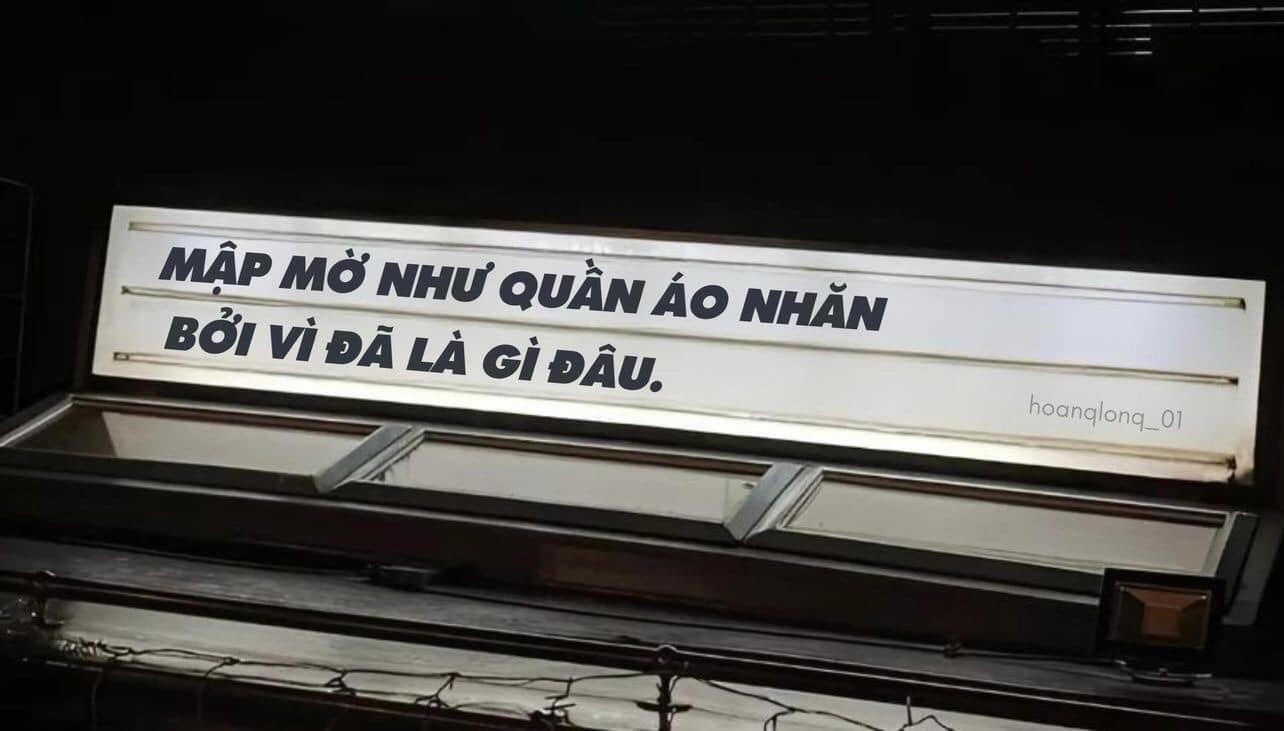 MẬP MỜ NHƯ QUẦN ÁO NHĂN
BỞI VÌ ĐÃ LÀ GÌ ĐÂU.
hoanqlonq_01